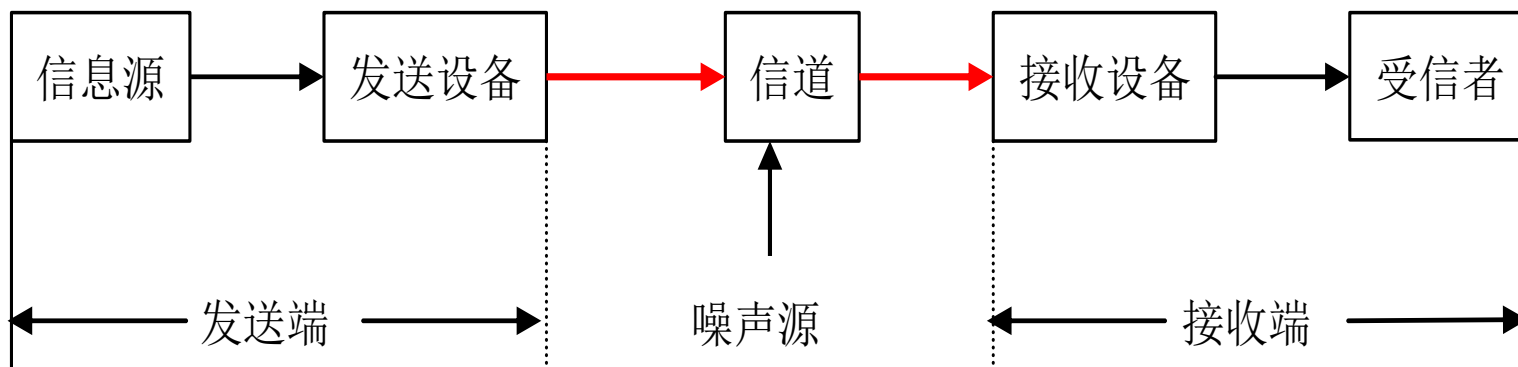 信息源
发送设备
信道
接收设备
受信者
发送端
噪声源
接收端